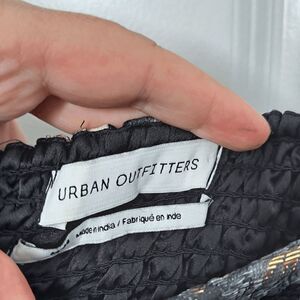 URBAN OUTFITTERS
Made in India / Fabriqué en Inde